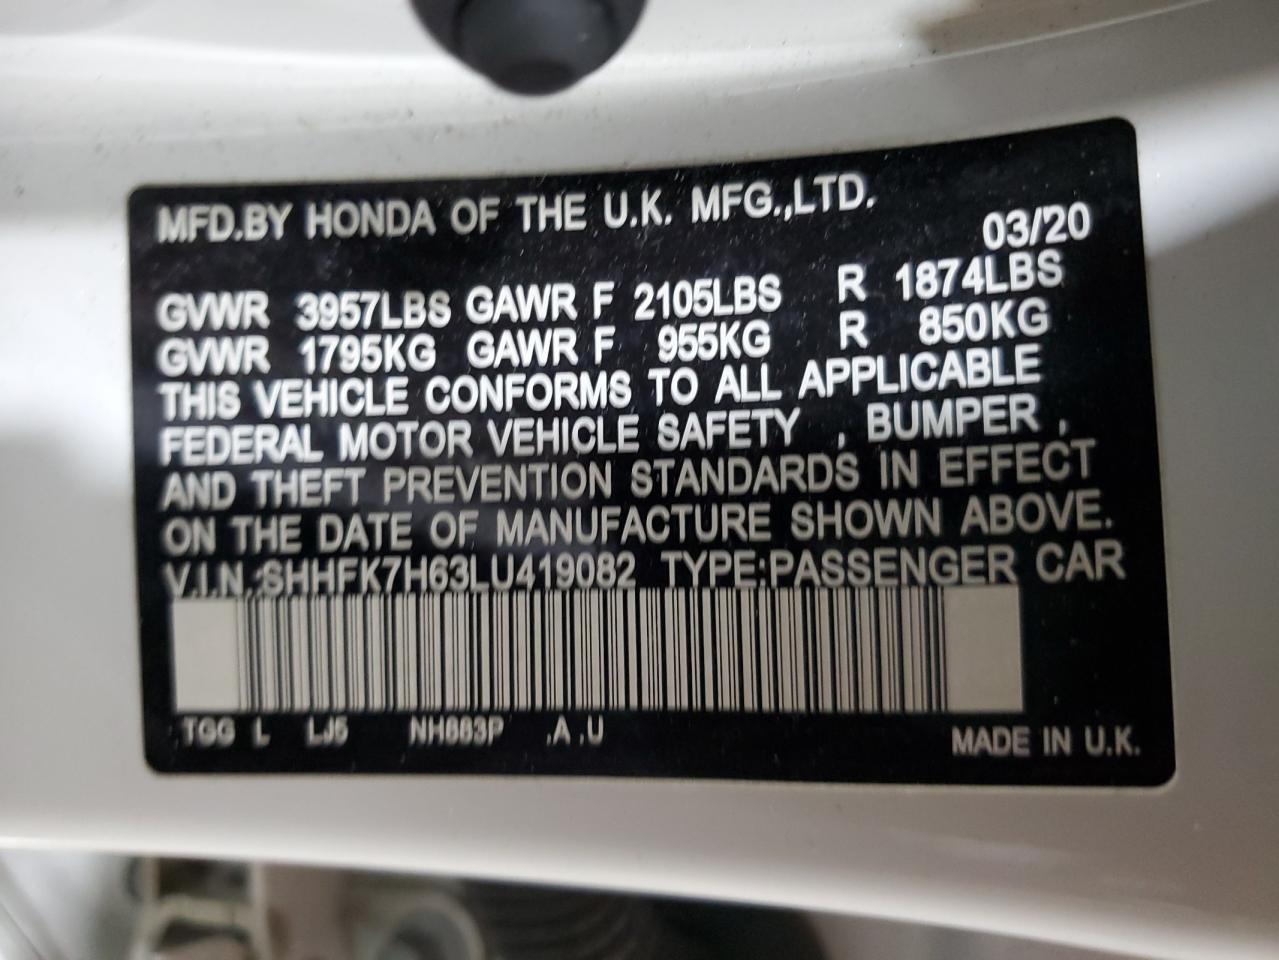 MFD.BY HONDA OF THE U.K. MFG.,LTD.
03/20
GVWR 3957LBS GAWR F 2105LBS R 1874LBS
GVWR 1795KG GAWR F 955KG R 850KG
THIS VEHICLE CONFORMS TO ALL APPLICABLE
FEDERAL MOTOR VEHICLE SAFETY , BUMPER ,
AND THEFT PREVENTION STANDARDS IN EFFECT
ON THE DATE OF MANUFACTURE SHOWN ABOVE.
V.I.N.:SHHFK7H63LU419082 TYPE:PASSENGER CAR
TGG L LJ5 NH883P .A .U
MADE IN U.K.